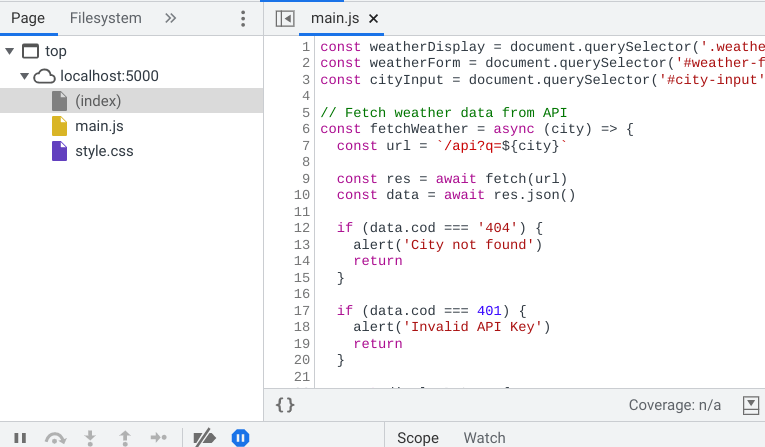 Page Filesystem
main.js
top
localhost:5000
(index)
main.js
style.css
1 const weatherDisplay = document.querySelector('.weathe
2 const weatherForm = document.querySelector('#weather-f
3 const cityInput = document.querySelector('#city-input'
4
5 // Fetch weather data from API
6 const fetchWeather = async (city) => {
7 const url = `/api?q=${city}`
8
9 const res = await fetch(url)
10 const data = await res.json()
11
12 if (data.cod === '404') {
13 alert('City not found')
14 return
15 }
16
17 if (data.cod === 401) {
18 alert('Invalid API Key')
19 return
20 }
21
{} Coverage: n/a
Scope Watch